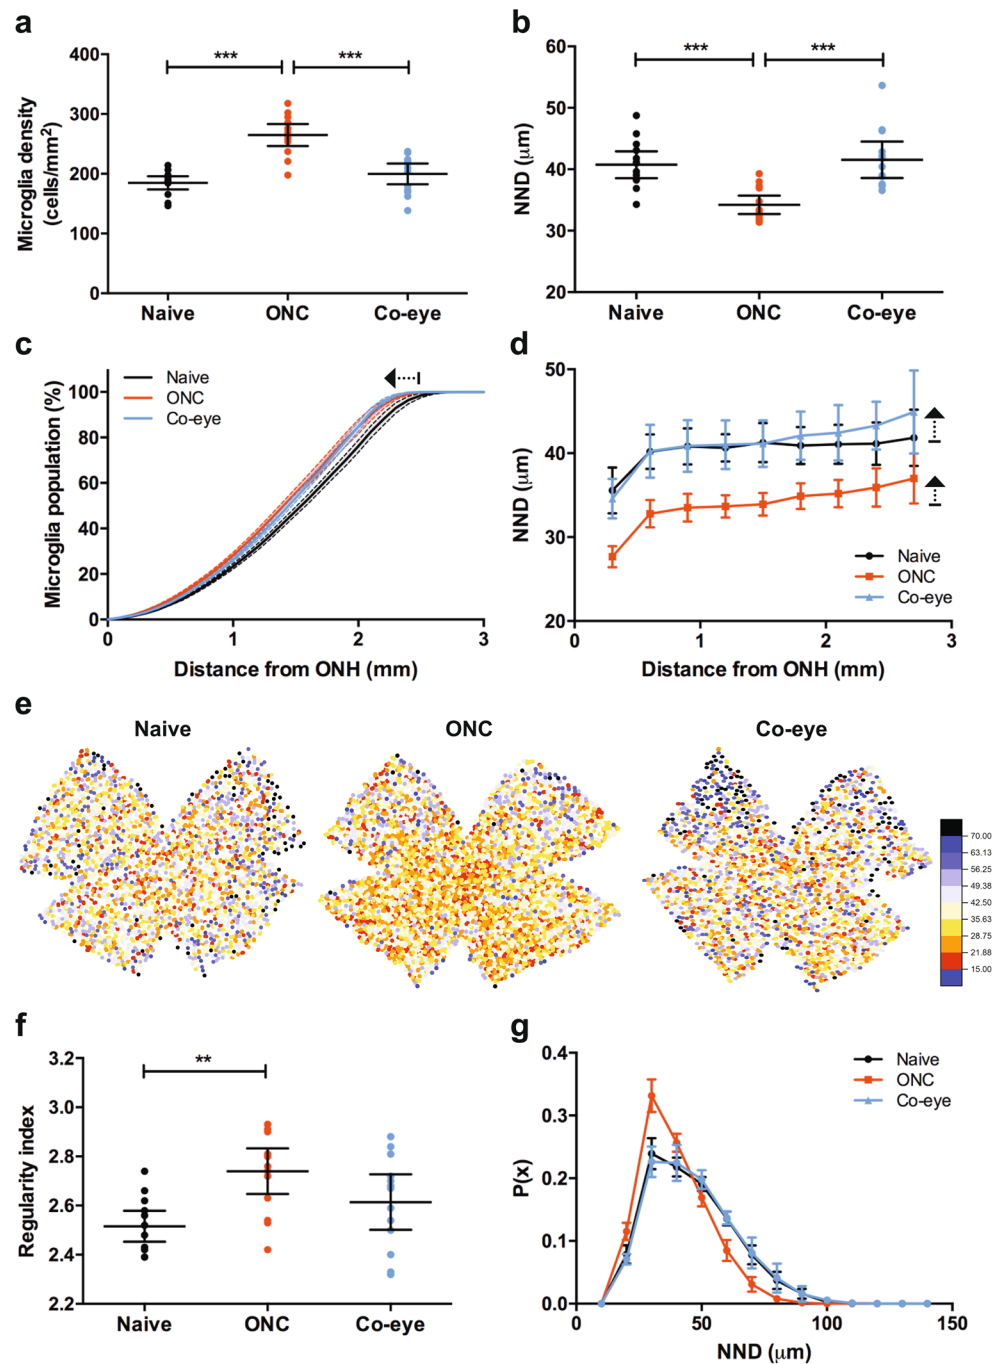 a
400
300
200
100
0
Microglia density
(cells/mm²)
***
***
Naive
ONC
Co-eye
b
60
50
40
30
20
NND (μm)
***
***
Naive
ONC
Co-eye
c
Naive
ONC
Co-eye
100
80
60
40
20
0
Microglia population (%)
0
1
2
3
Distance from ONH (mm)
d
50
40
30
20
NND (μm)
Naive
ONC
Co-eye
0
1
2
3
Distance from ONH (mm)
e
Naive
ONC
Co-eye
70.00
63.13
56.25
49.38
42.50
35.63
28.75
21.88
15.00
f
3.2
3.0
2.8
2.6
2.4
2.2
Regularity index
**
Naive
ONC
Co-eye
g
0.4
0.3
0.2
0.1
0.0
P(x)
Naive
ONC
Co-eye
0
50
100
150
NND (μm)